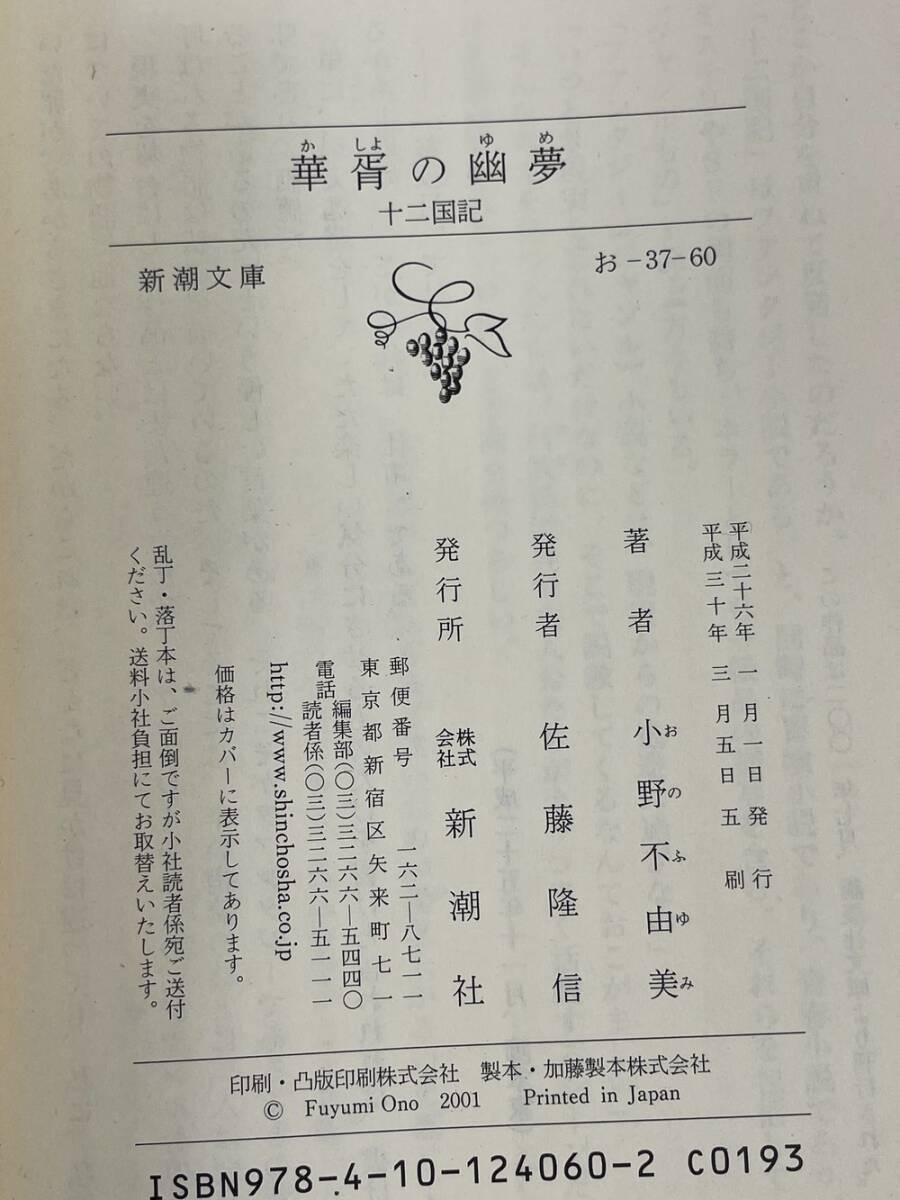 華胥の幽夢
かしょゆめ
十二国記
新潮文庫
お-37-60
平成二十六年一月一日発行
平成三十年三月五日五刷
著者 小野不由美
おのふゆみ
発行者 佐藤隆信
発行所 株式会社 新潮社
郵便番号 一六二―八七一一
東京都新宿区矢来町七一
電話 編集部(〇三)三二六六―五四四〇
読者係(〇三)三二六六―五一一一
http://www.shinchosha.co.jp
価格はカバーに表示してあります。
乱丁・落丁本は、ご面倒ですが小社読者係宛ご送付
ください。送料小社負担にてお取替えいたします。
印刷・凸版印刷株式会社 製本・加藤製本株式会社
© Fuyumi Ono 2001 Printed in Japan
ISBN978-4-10-124060-2 C0193